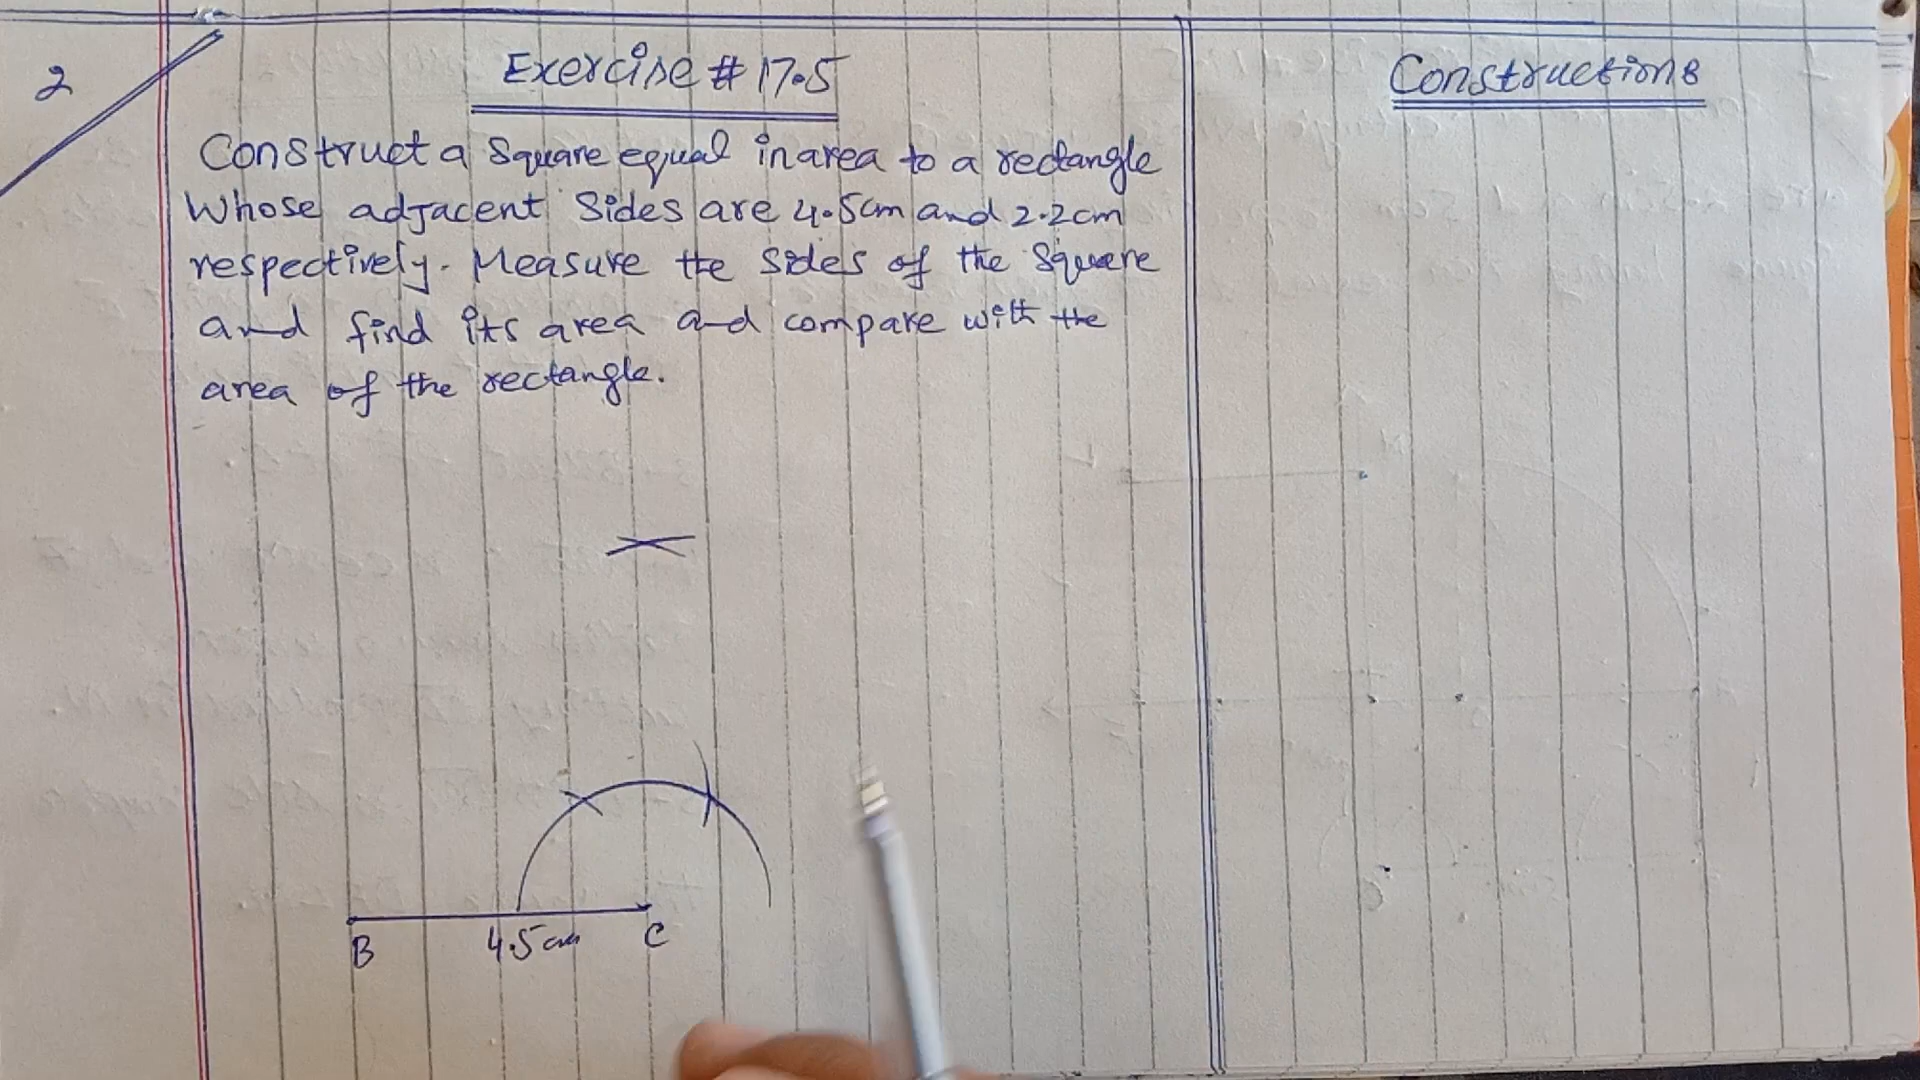 2
Exercise # 17.5
Constructions
Construct a Square equal in area to a rectangle
Whose adjacent Sides are 4.5cm and 2.2cm
respectively. Measure the sides of the square
and find its area and compare with the
area of the rectangle.
B 4.5cm C